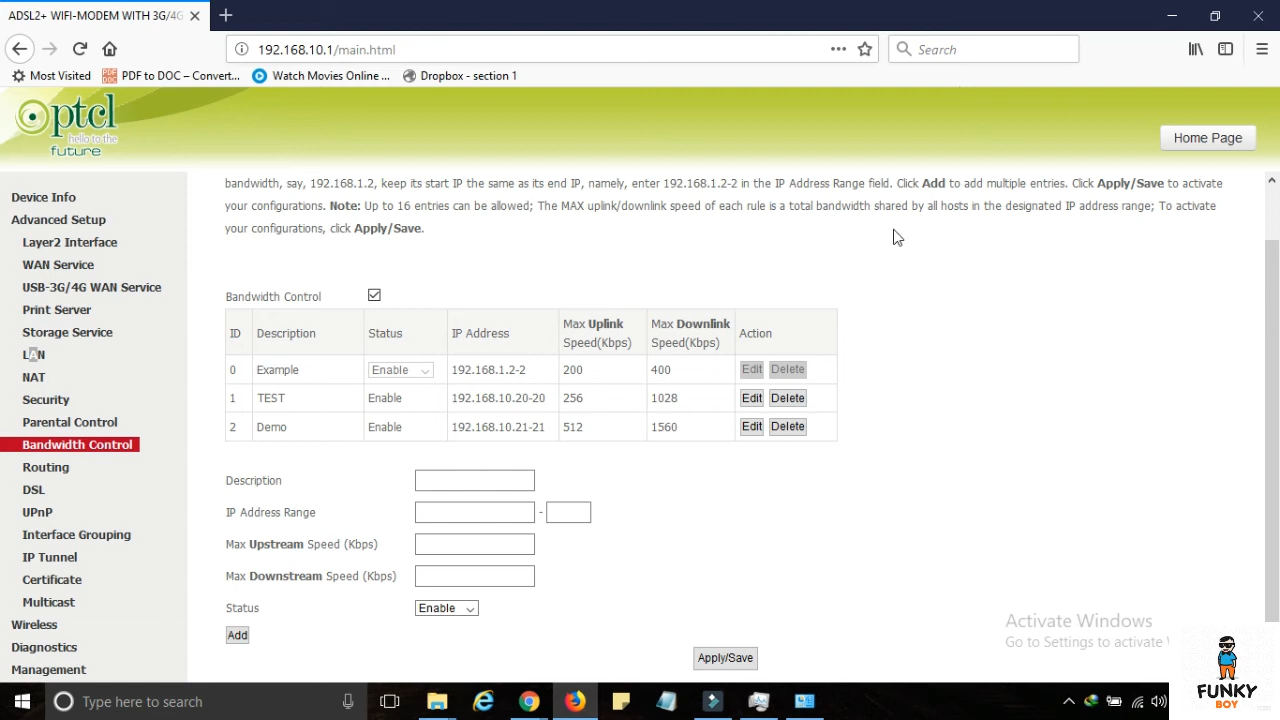 ADSL2+ WIFI-MODEM WITH 3G/4G
192.168.10.1/main.html
Search
Most Visited
PDF to DOC – Convert...
Watch Movies Online ...
Dropbox - section 1
ptcl
hello to the
future
Home Page
Device Info
Advanced Setup
Layer2 Interface
WAN Service
USB-3G/4G WAN Service
Print Server
Storage Service
LAN
NAT
Security
Parental Control
Bandwidth Control
Routing
DSL
UPnP
Interface Grouping
IP Tunnel
Certificate
Multicast
Wireless
Diagnostics
Management
bandwidth, say, 192.168.1.2, keep its start IP the same as its end IP, namely, enter 192.168.1.2-2 in the IP Address Range field. Click Add to add multiple entries. Click Apply/Save to activate
your configurations. Note: Up to 16 entries can be allowed; The MAX uplink/downlink speed of each rule is a total bandwidth shared by all hosts in the designated IP address range; To activate
your configurations, click Apply/Save.
Bandwidth Control
ID Description Status IP Address Max Uplink Speed(Kbps) Max Downlink Speed(Kbps) Action
0 Example Enable 192.168.1.2-2 200 400 Edit Delete
1 TEST Enable 192.168.10.20-20 256 1028 Edit Delete
2 Demo Enable 192.168.10.21-21 512 1560 Edit Delete
Description
IP Address Range -
Max Upstream Speed (Kbps)
Max Downstream Speed (Kbps)
Status Enable
Add
Apply/Save
Activate Windows
Go to Settings to activate
FUNKY
BOY
Type here to search